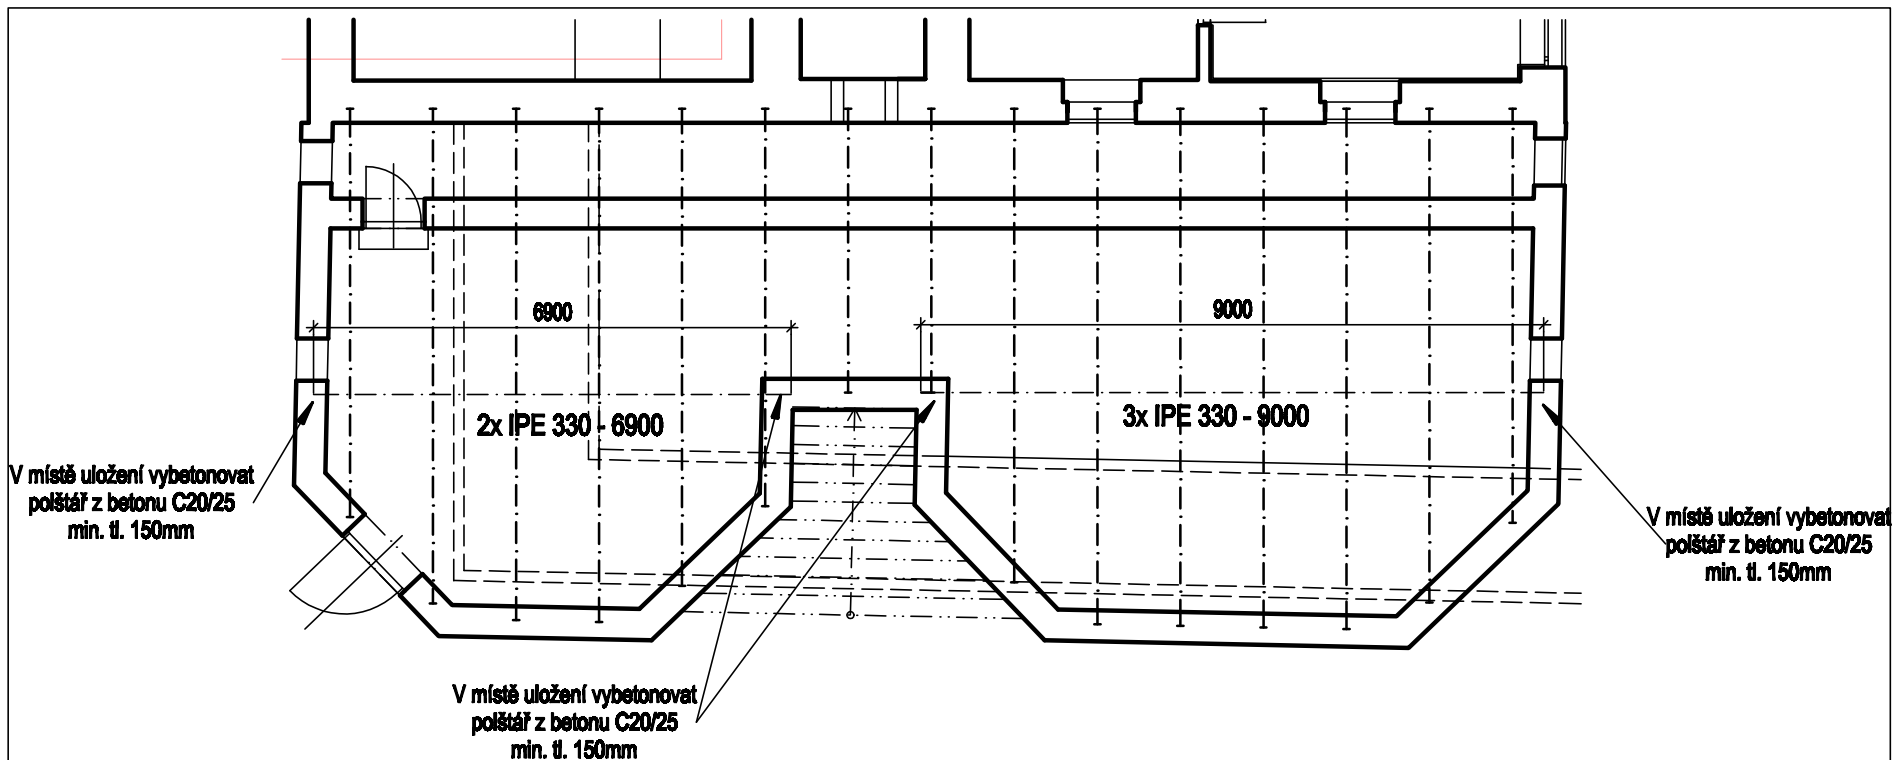 6900
9000
2x IPE 330 - 6900
3x IPE 330 - 9000
V místě uložení vybetonovat
polštář z betonu C20/25
min. tl. 150mm
V místě uložení vybetonovat
polštář z betonu C20/25
min. tl. 150mm
V místě uložení vybetonovat
polštář z betonu C20/25
min. tl. 150mm